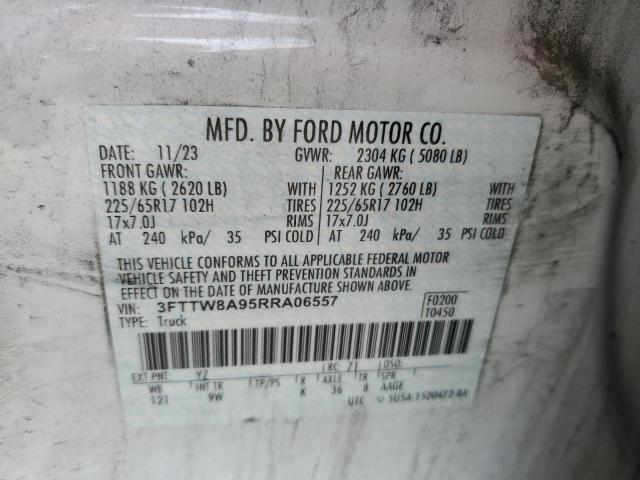 MFD. BY FORD MOTOR CO.
DATE: 11/23 GVWR: 2304 KG ( 5080 LB)
FRONT GAWR: REAR GAWR:
1188 KG ( 2620 LB) WITH 1252 KG ( 2760 LB) WITH
225/65R17 102H TIRES 225/65R17 102H TIRES
17x7.0J RIMS 17x7.0J RIMS
AT 240 kPa/ 35 PSI COLD AT 240 kPa/ 35 PSI COLD
THIS VEHICLE CONFORMS TO ALL APPLICABLE FEDERAL MOTOR
VEHICLE SAFETY AND THEFT PREVENTION STANDARDS IN
EFFECT ON THE DATE OF MANUFACTURE SHOWN ABOVE.
VIN: 3FTTW8A95RRA06557 F0200
TYPE: Truck T0450
EXT PNT: YZ RC: 71 DSO:
WB INT TR TP/PS R AXLE TR SPR
121 9W K 36 8 AAGE
UTC